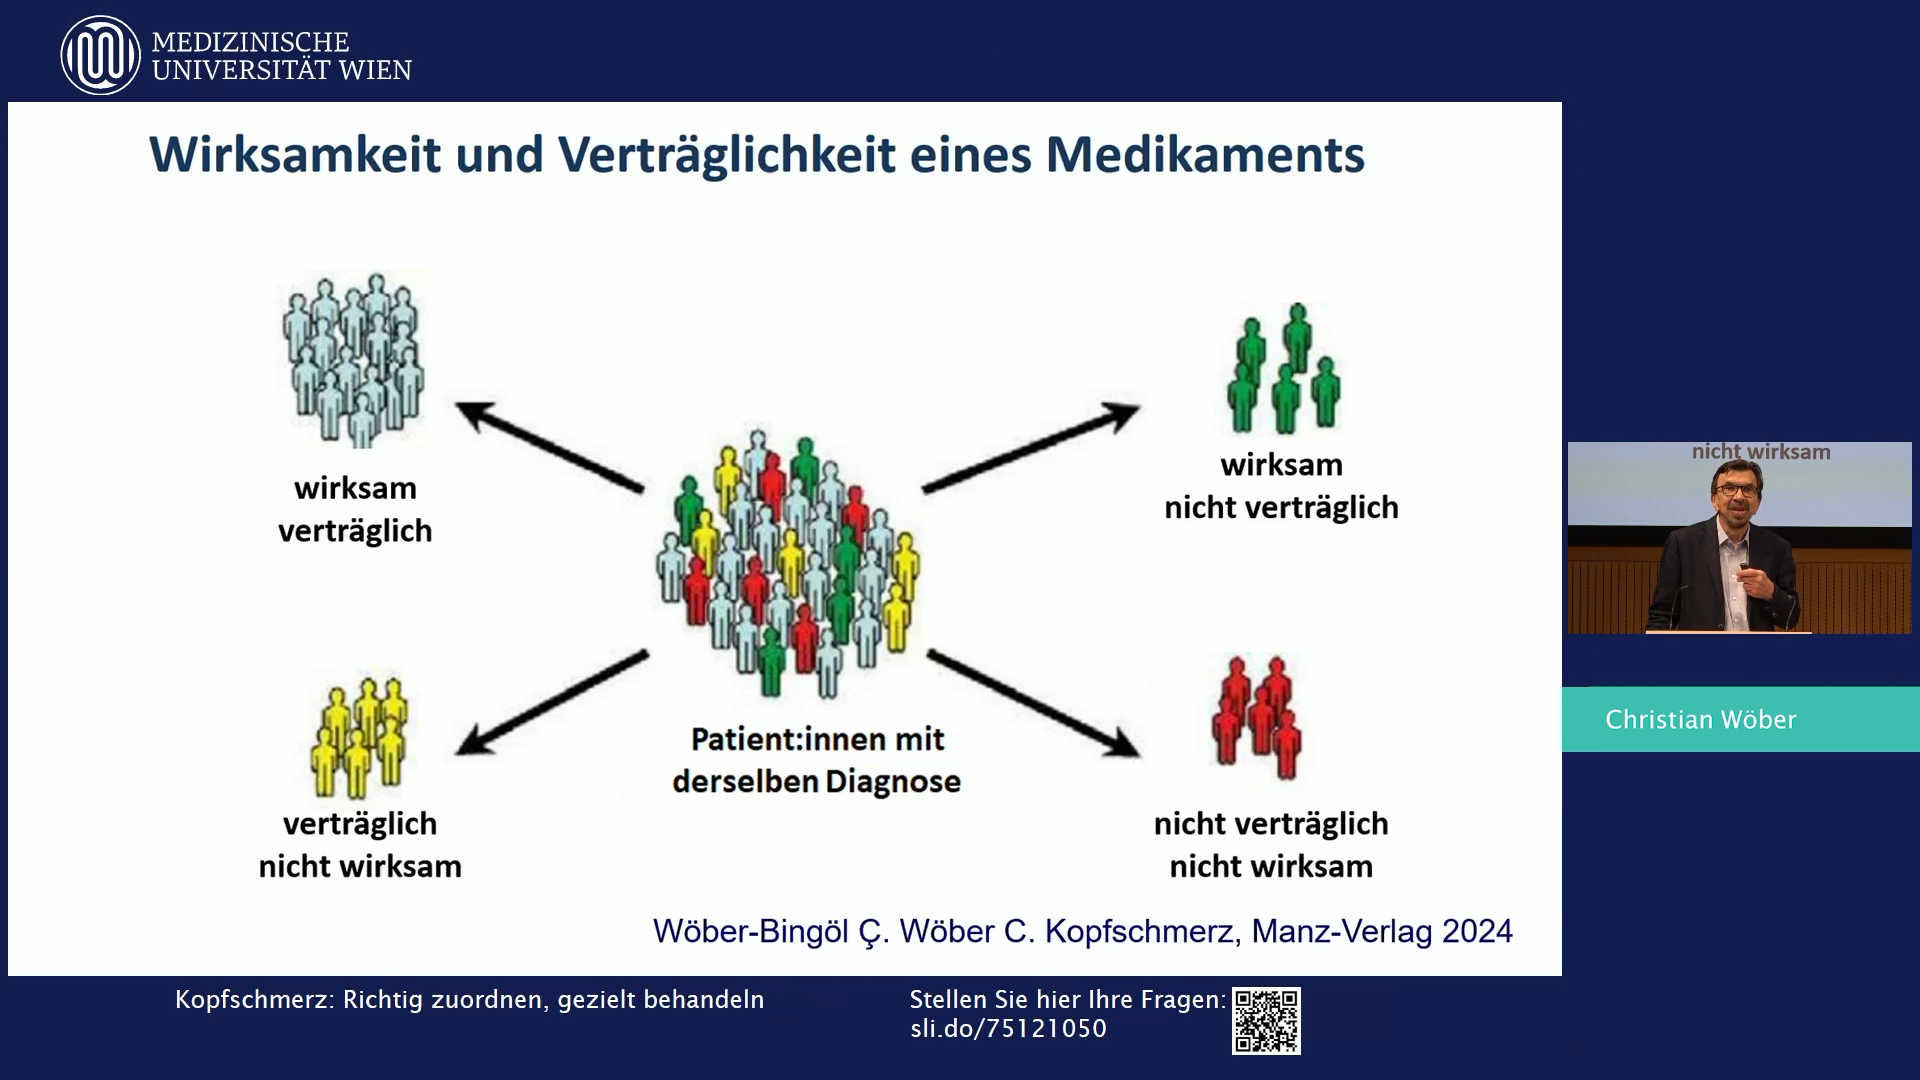 MEDIZINISCHE
UNIVERSITÄT WIEN
Wirksamkeit und Verträglichkeit eines Medikaments
wirksam
verträglich
wirksam
nicht verträglich
Patient:innen mit
derselben Diagnose
verträglich
nicht wirksam
nicht verträglich
nicht wirksam
Wöber-Bingöl Ç. Wöber C. Kopfschmerz, Manz-Verlag 2024
nicht wirksam
Christian Wöber
Kopfschmerz: Richtig zuordnen, gezielt behandeln
Stellen Sie hier Ihre Fragen:
sli.do/75121050